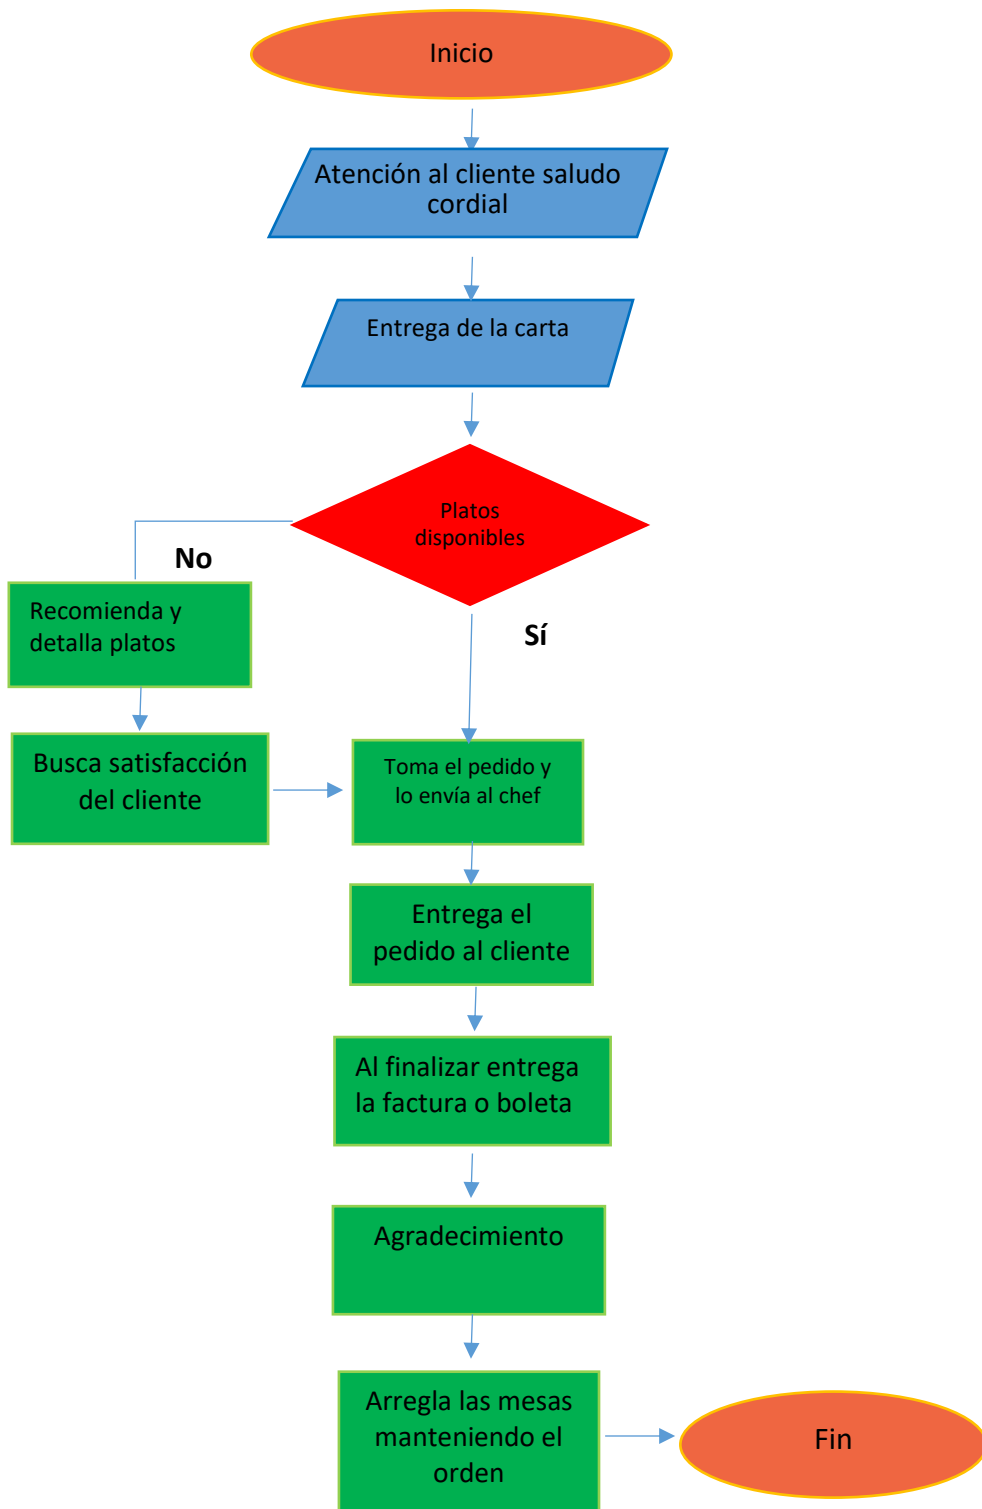 Inicio
Atención al cliente saludo
cordial
Entrega de la carta
Platos
disponibles
No
Sí
Recomienda y
detalla platos
Busca satisfacción
del cliente
Toma el pedido y
lo envía al chef
Entrega el
pedido al cliente
Al finalizar entrega
la factura o boleta
Agradecimiento
Arregla las mesas
manteniendo el
orden
Fin